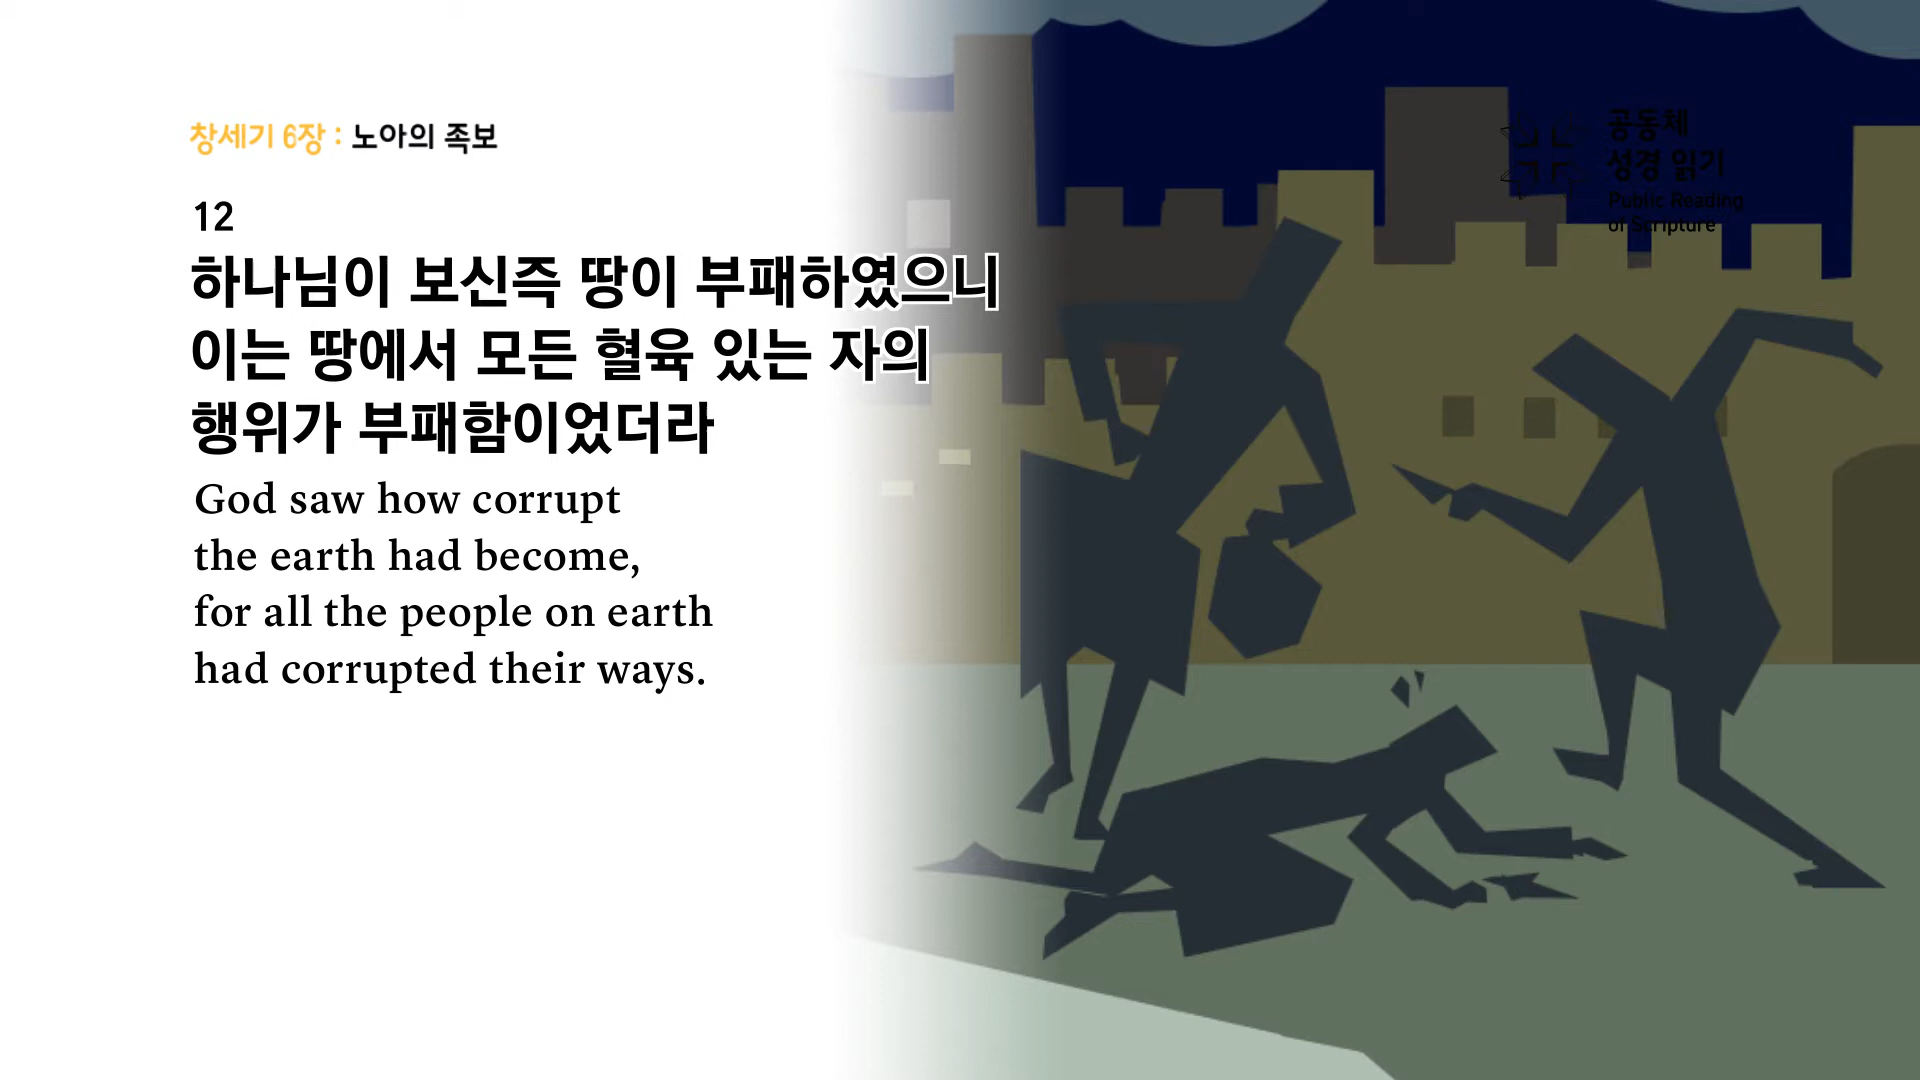 창세기 6장 : 노아의 족보
12
하나님이 보신즉 땅이 부패하였으니
이는 땅에서 모든 혈육 있는 자의
행위가 부패함이었더라
God saw how corrupt
the earth had become,
for all the people on earth
had corrupted their ways.
공동체
성경 읽기
Public Reading
of Scripture